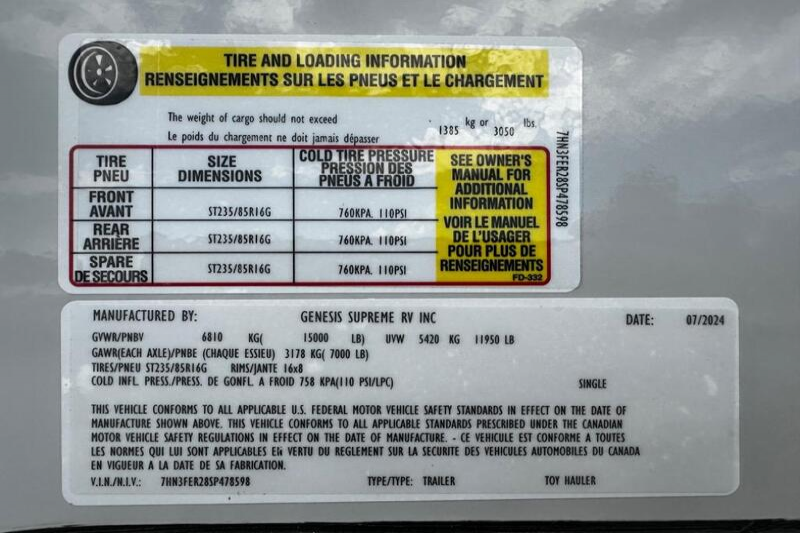 TIRE AND LOADING INFORMATION
RENSEIGNEMENTS SUR LES PNEUS ET LE CHARGEMENT
The weight of cargo should not exceed
Le poids du chargement ne doit jamais dépasser
1385 kg or 3050 lbs.
TIRE PNEU SIZE DIMENSIONS COLD TIRE PRESSURE PRESSION DES PNEUS A FROID
FRONT AVANT ST235/85R16G 760KPA. 110PSI
REAR ARRIÈRE ST235/85R16G 760KPA. 110PSI
SPARE DE SECOURS ST235/85R16G 760KPA. 110PSI
SEE OWNER'S
MANUAL FOR
ADDITIONAL
INFORMATION
VOIR LE MANUEL
DE L'USAGER
POUR PLUS DE
RENSEIGNEMENTS
FD-332
7HN3FER28SP478598
MANUFACTURED BY: GENESIS SUPREME RV INC DATE: 07/2024
GVWR/PNBV 6810 KG( 15000 LB) UVW 5420 KG 11950 LB
GAWR(EACH AXLE)/PNBE (CHAQUE ESSIEU) 3178 KG( 7000 LB)
TIRES/PNEU ST235/85R16G RIMS/JANTE 16x8
COLD INFL. PRESS./PRESS. DE GONFL. A FROID 758 KPA(110 PSI/LPC) SINGLE
THIS VEHICLE CONFORMS TO ALL APPLICABLE U.S. FEDERAL MOTOR VEHICLE SAFETY STANDARDS IN EFFECT ON THE DATE OF
MANUFACTURE SHOWN ABOVE. THIS VEHICLE CONFORMS TO ALL APPLICABLE STANDARDS PRESCRIBED UNDER THE CANADIAN
MOTOR VEHICLE SAFETY REGULATIONS IN EFFECT ON THE DATE OF MANUFACTURE. - CE VEHICULE EST CONFORME A TOUTES
LES NORMES QUI LUI SONT APPLICABLES EN VERTU DU REGLEMENT SUR LA SECURITE DES VEHICULES AUTOMOBILES DU CANADA
EN VIGUEUR A LA DATE DE SA FABRICATION.
V.I.N./N.I.V.: 7HN3FER28SP478598 TYPE/TYPE: TRAILER TOY HAULER